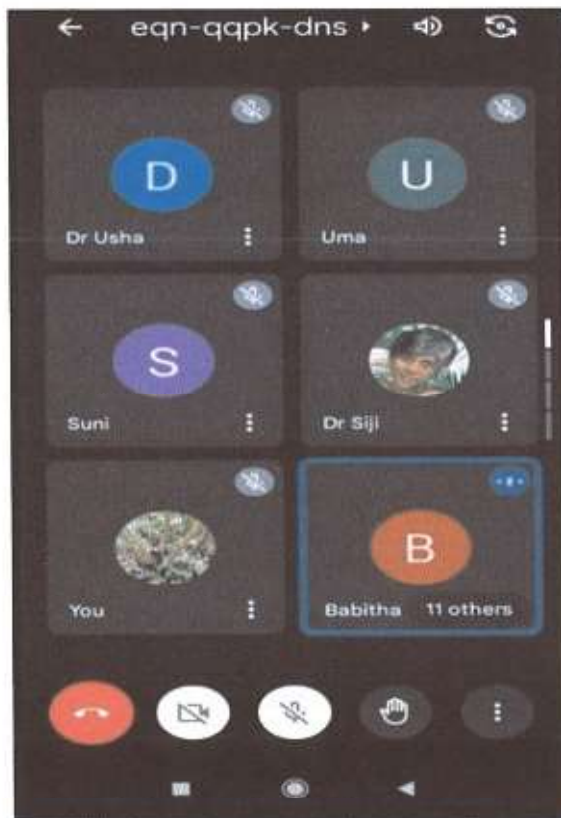 eqn-qqpk-dns
D
U
Dr Usha
Uma
S
Suni
Dr Siji
You
B
Babitha 11 others